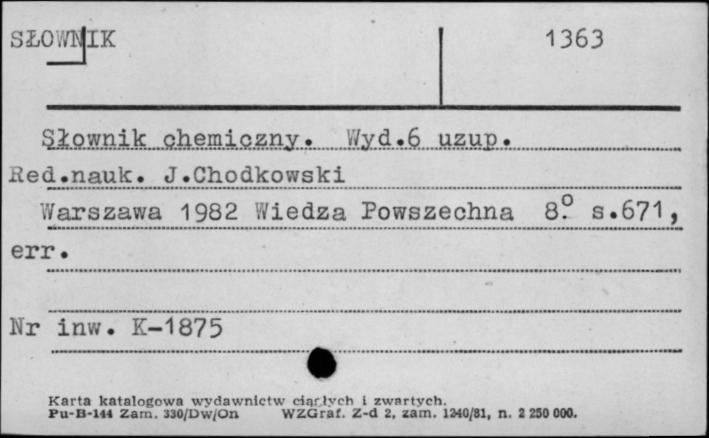 SŁOWNIK 1363
Słownik chemiczny. Wyd.6 uzup.
Red.nauk. J.Chodkowski
Warszawa 1982 Wiedza Powszechna 8° s.671,
err.
Nr inw. K-1875
Karta katalogowa wydawnictw ciągłych i zwartych.
Pu-B-144 Zam. 330/Dw/On WZGraf. Z-d 2, zam. 1240/81, n. 2 250 000.